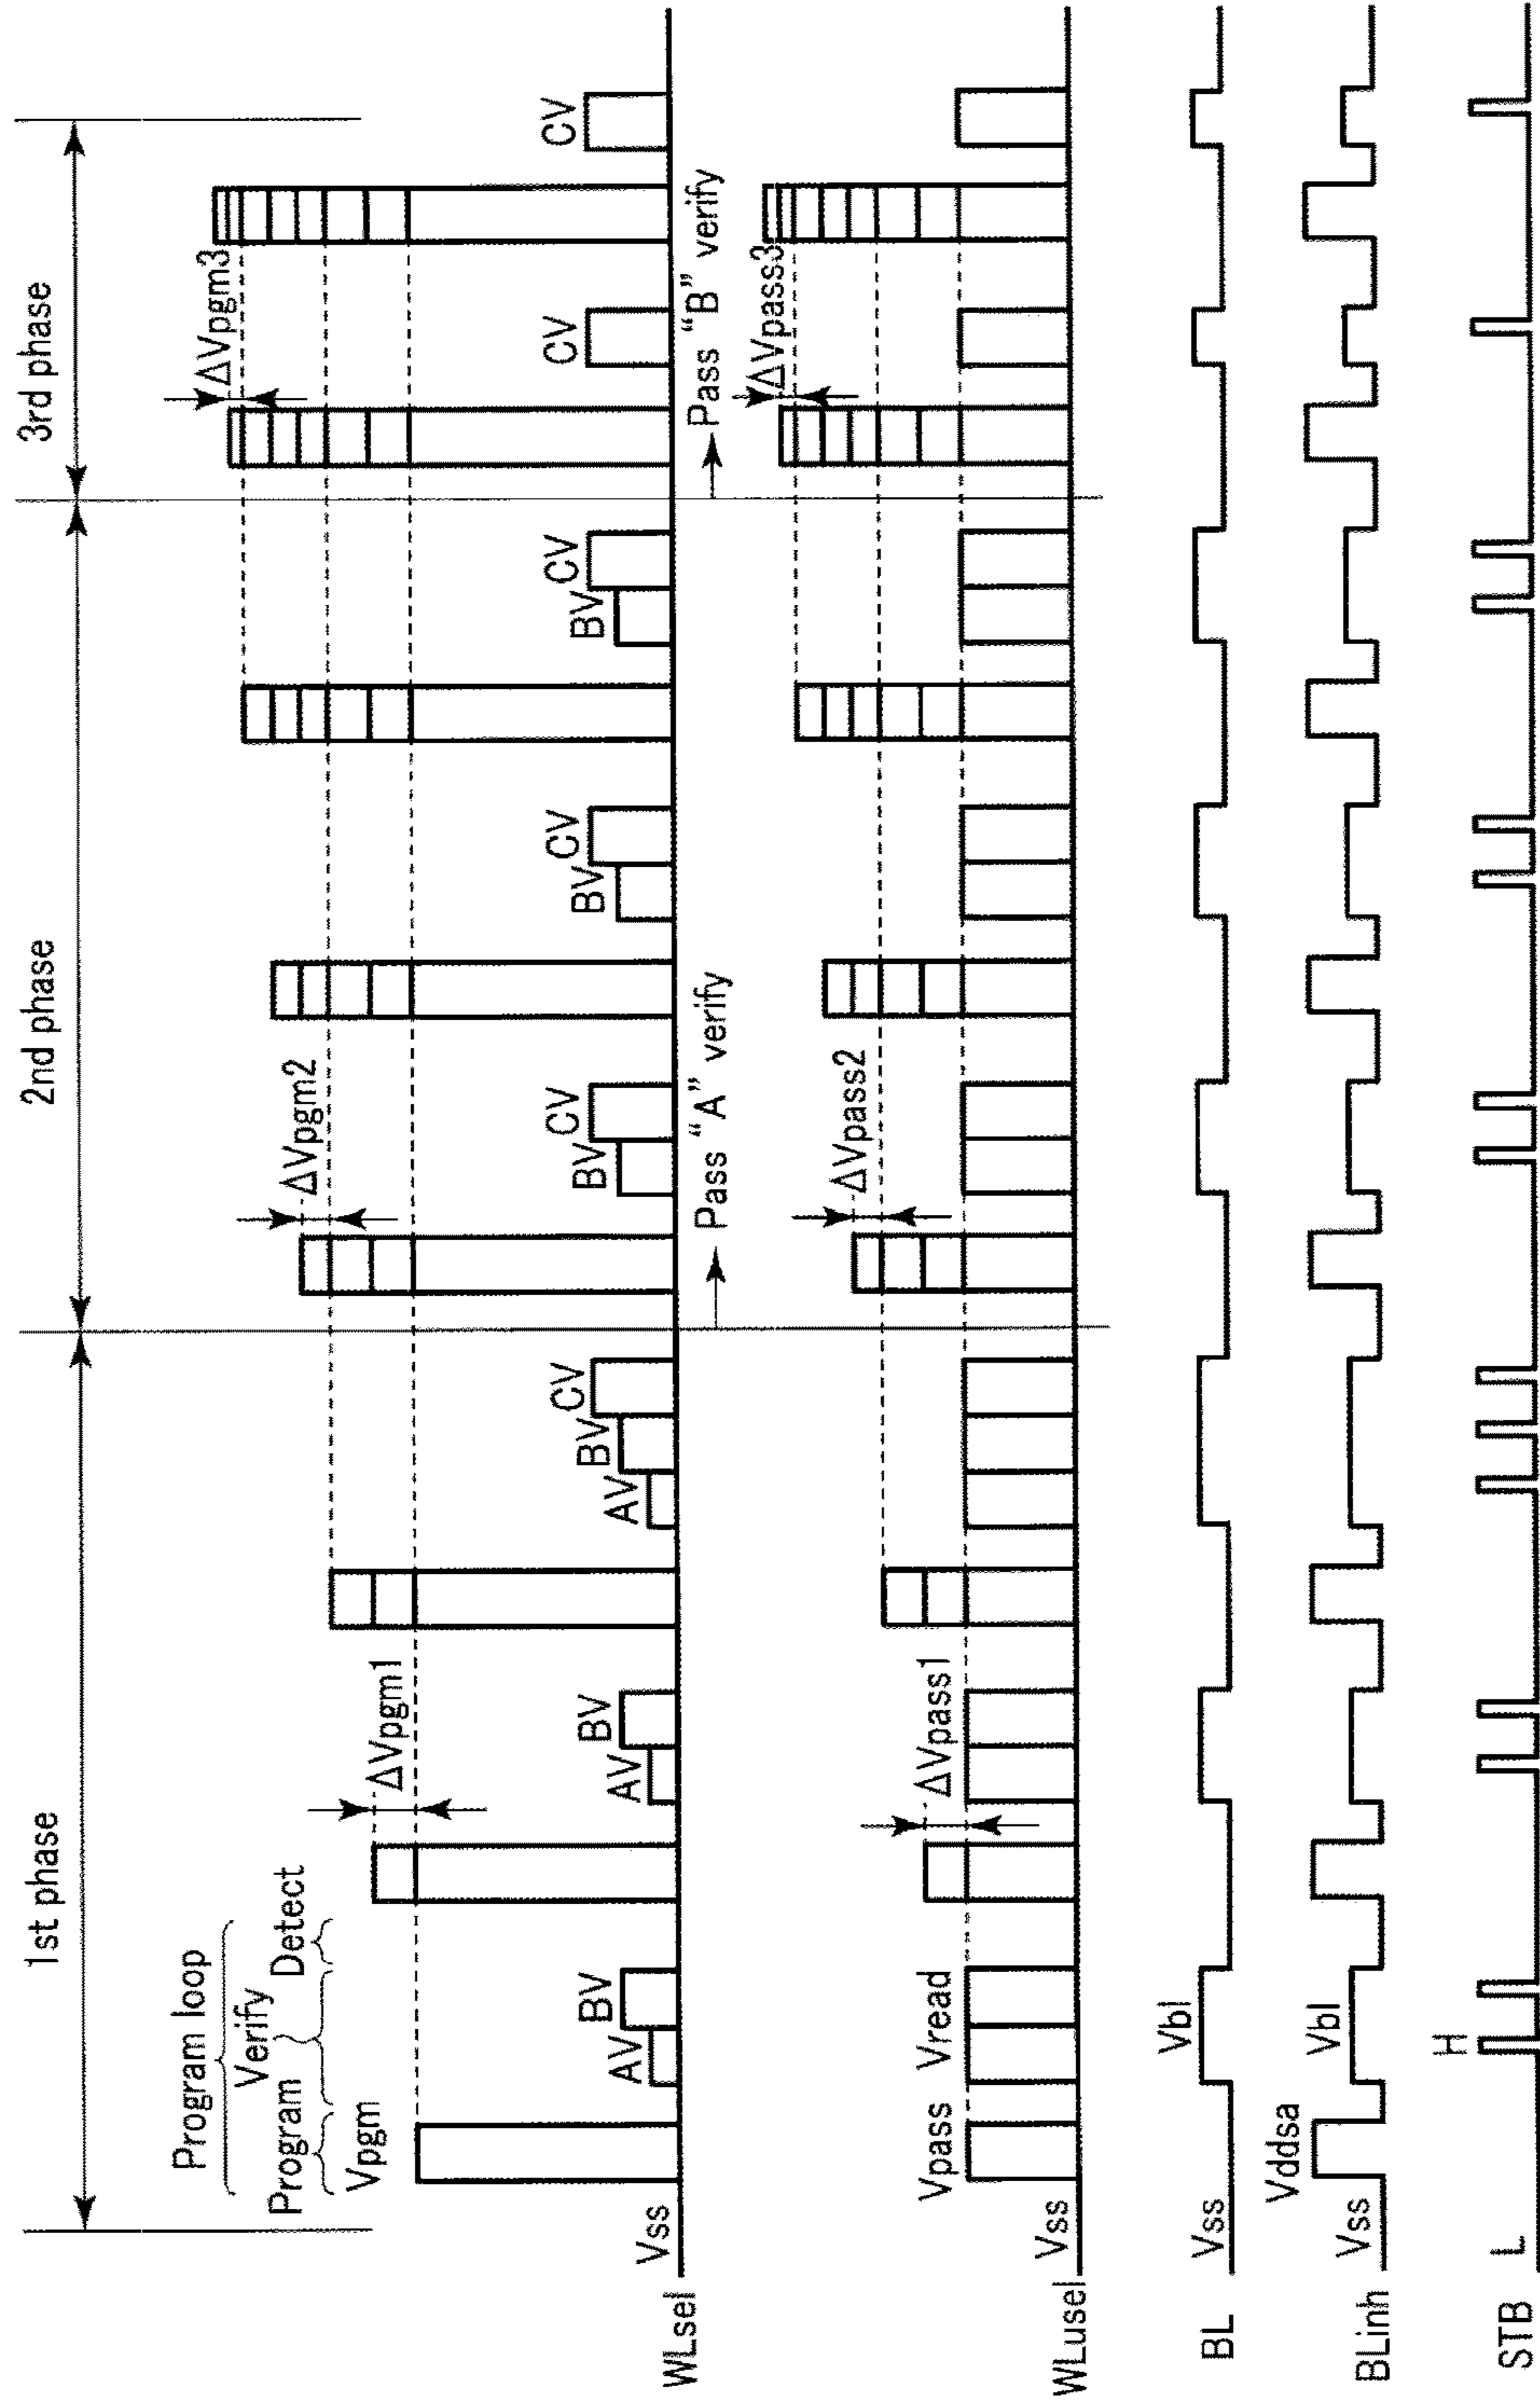 1st phase
2nd phase
3rd phase
Program loop
Program
Verify
Detect
Vpgm
ΔVpgm1
ΔVpgm2
ΔVpgm3
AV
BV
AV
BV
AV
BV
CV
BV
CV
BV
CV
BV
CV
CV
CV
Vss
WLsel
Pass “A” verify
Pass “B” verify
Vpass
Vread
ΔVpass1
ΔVpass2
ΔVpass3
Vss
WLusel
Vbl
Vss
BL
Vddsa
Vbl
Vss
BLinh
H
L
STB